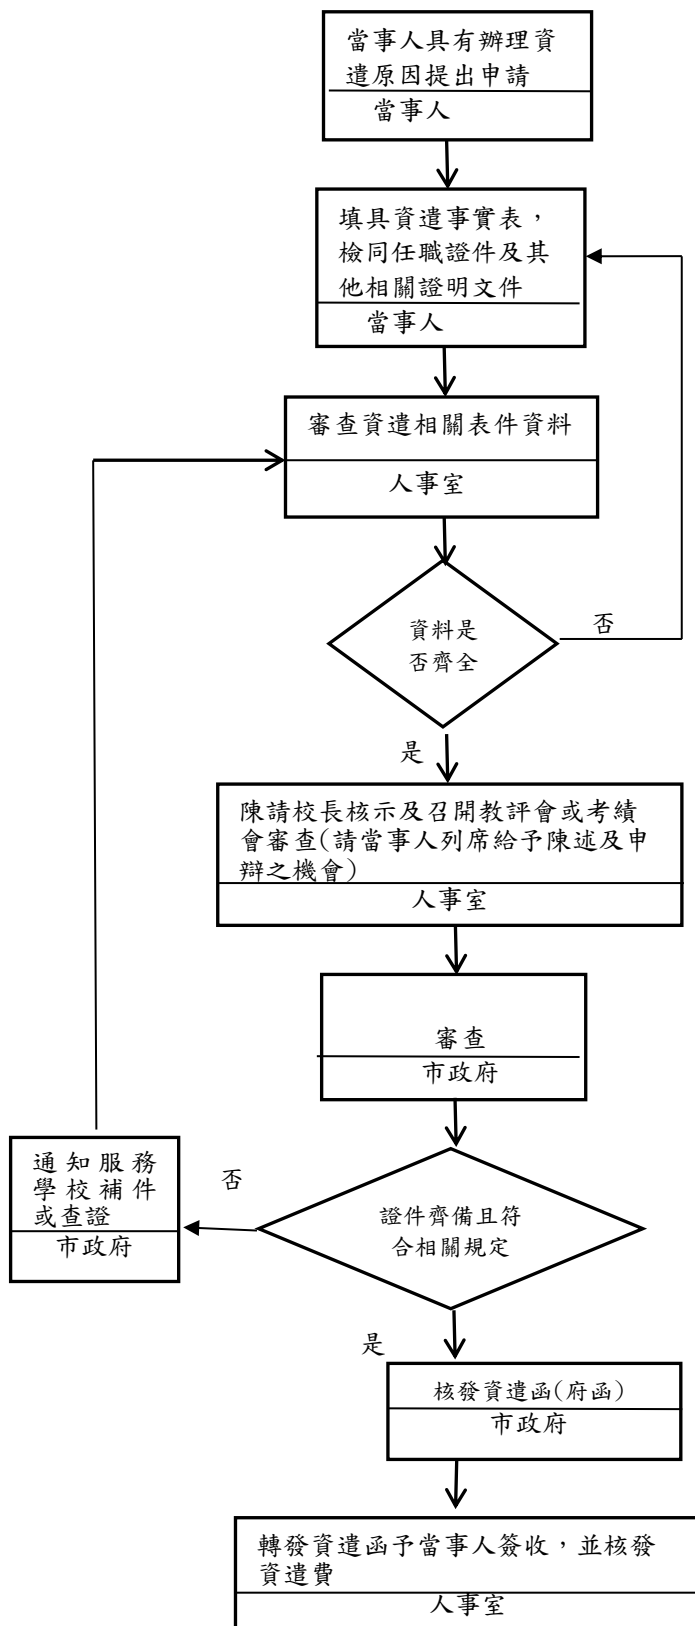 當事人具有辦理資
遣原因提出申請
當事人
填具資遣事實表，
檢同任職證件及其
他相關證明文件
當事人
審查資遣相關表件資料
人事室
資料是
否齊全
否
是
陳請校長核示及召開教評會或考績
會審查(請當事人列席給予陳述及申
辯之機會)
人事室
審查
市政府
通知服務
學校補件
或查證
市政府
否
證件齊備且符
合相關規定
是
核發資遣函(府函)
市政府
轉發資遣函予當事人簽收，並核發
資遣費
人事室